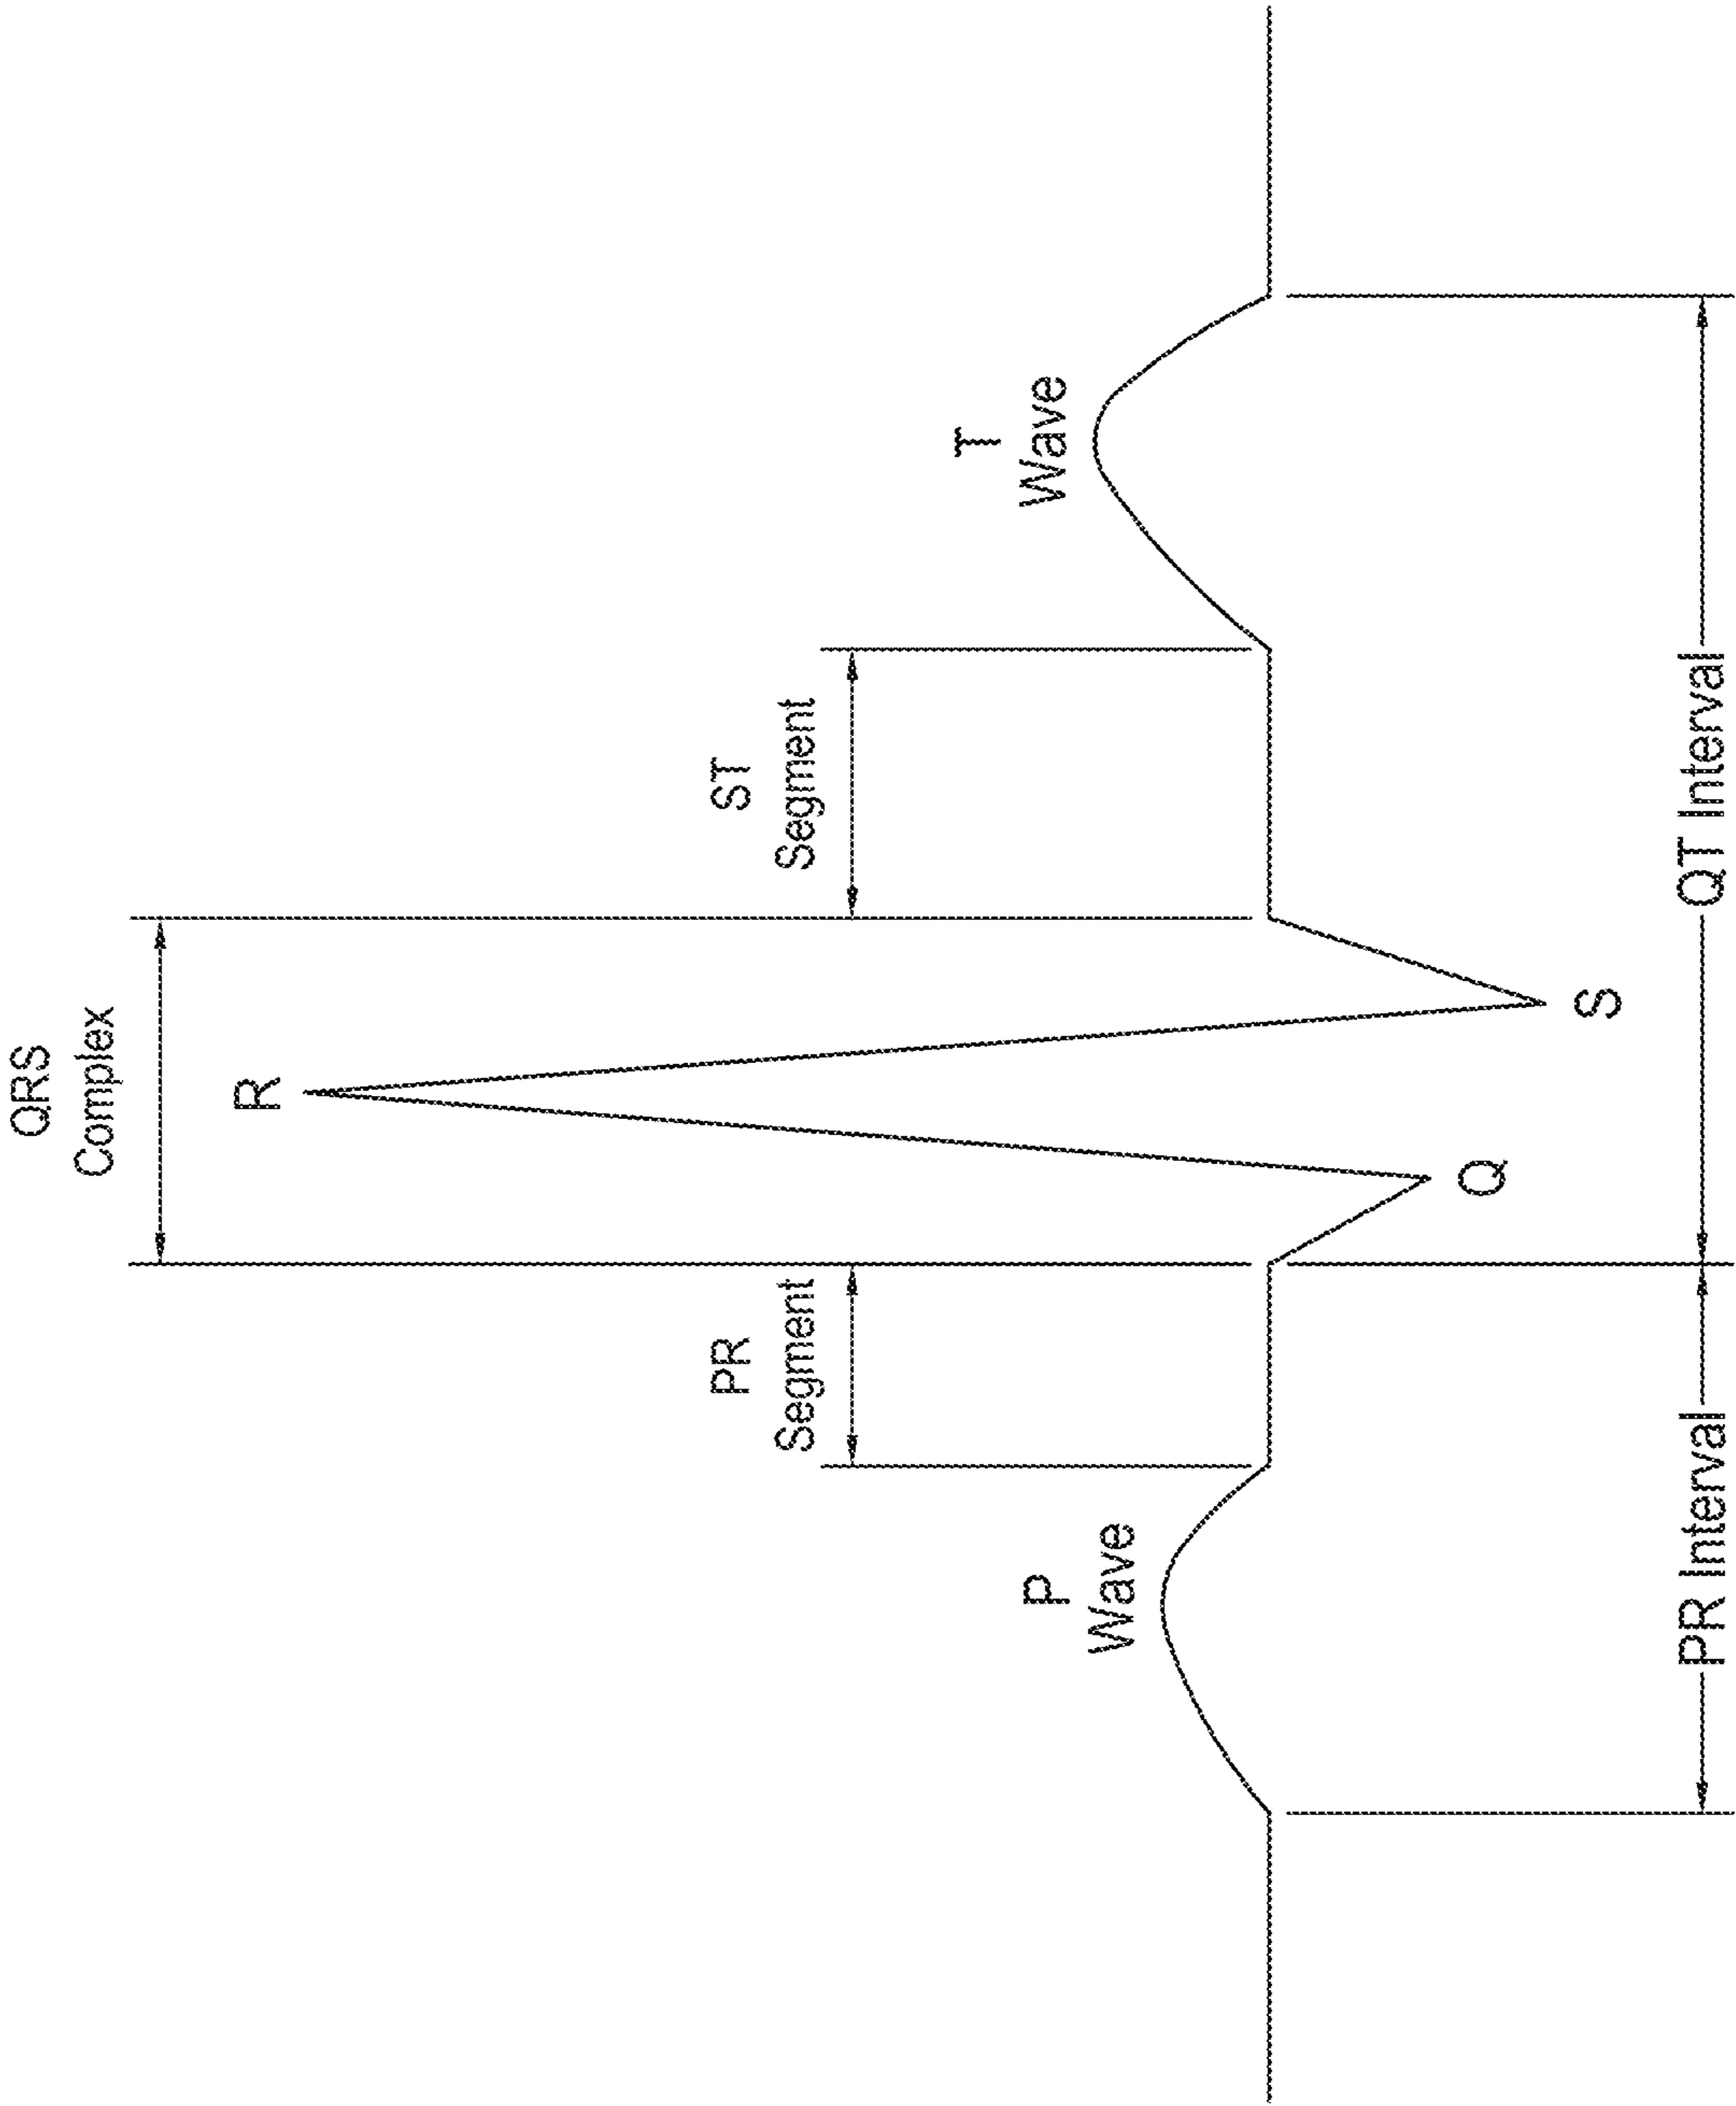 QRS
Complex
R
PR
Segment
ST
Segment
T
Wave
P
Wave
Q
S
PR Interval
QT Interval